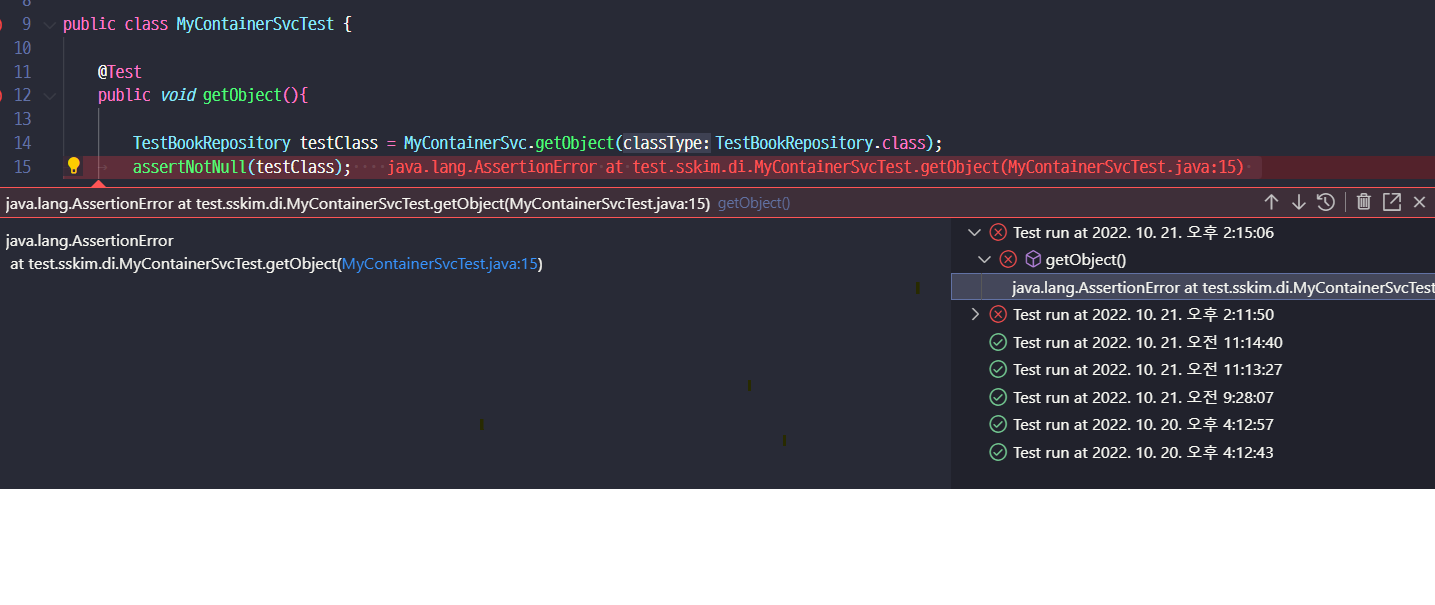 8
9 public class MyContainerSvcTest {
10
11 @Test
12 public void getObject(){
13
14 TestBookRepository testClass = MyContainerSvc.getObject(classType:TestBookRepository.class);
15 assertNotNull(testClass); ····java.lang.AssertionError·at·test.sskim.di.MyContainerSvcTest.getObject(MyContainerSvcTest.java:15)·
java.lang.AssertionError at test.sskim.di.MyContainerSvcTest.getObject(MyContainerSvcTest.java:15) getObject()
java.lang.AssertionError
at test.sskim.di.MyContainerSvcTest.getObject(MyContainerSvcTest.java:15)
Test run at 2022. 10. 21. 오후 2:15:06
getObject()
java.lang.AssertionError at test.sskim.di.MyContainerSvcTest
Test run at 2022. 10. 21. 오후 2:11:50
Test run at 2022. 10. 21. 오전 11:14:40
Test run at 2022. 10. 21. 오전 11:13:27
Test run at 2022. 10. 21. 오전 9:28:07
Test run at 2022. 10. 20. 오후 4:12:57
Test run at 2022. 10. 20. 오후 4:12:43